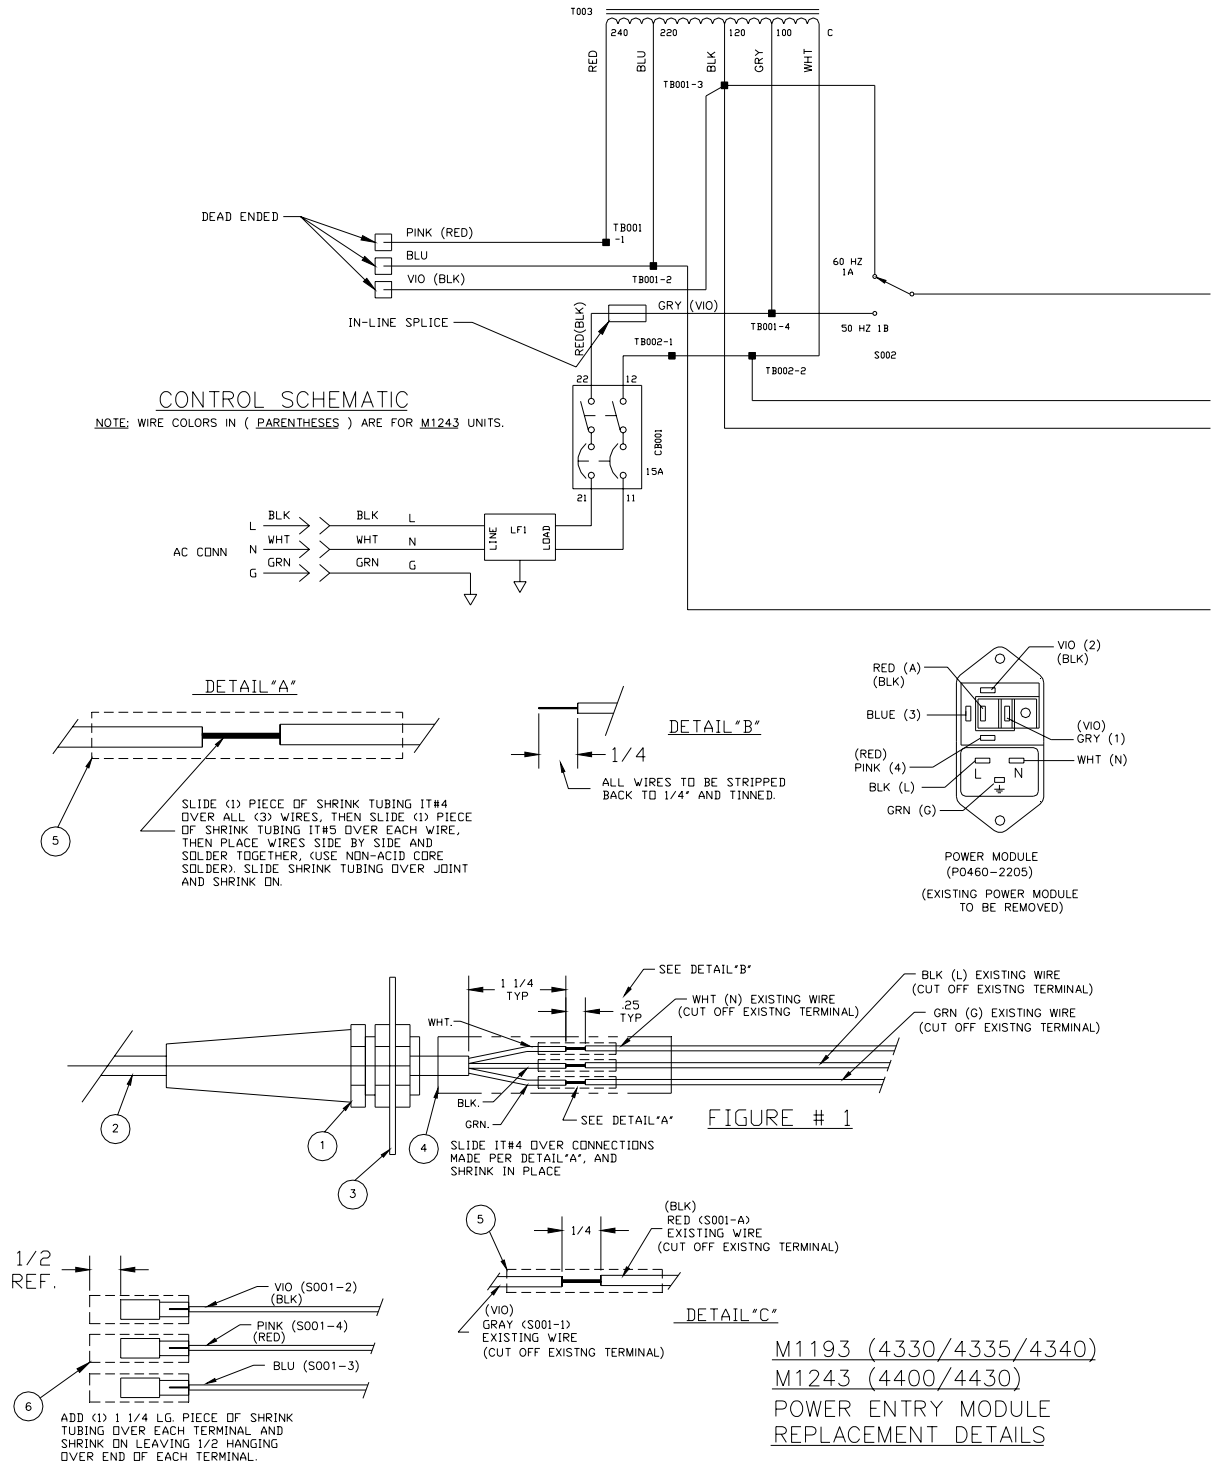 T003
240
220
120
100
C
RED
BLU
BLK
GRY
WHT
TB001-3
DEAD ENDED
PINK (RED)
TB001
-1
BLU
TB001-2
VIO (BLK)
60 HZ
1A
IN-LINE SPLICE
RED(BLK)
GRY (VIO)
TB001-4
50 HZ 1B
S002
TB002-1
TB002-2
22
12
CB001
15A
21
11
CONTROL SCHEMATIC
NOTE: WIRE COLORS IN ( PARENTHESES ) ARE FOR M1243 UNITS.
AC CONN
L BLK BLK L
N WHT WHT N
G GRN GRN G
LINE
LF1
LOAD
DETAIL"A"
5
SLIDE (1) PIECE OF SHRINK TUBING IT#4
OVER ALL (3) WIRES, THEN SLIDE (1) PIECE
OF SHRINK TUBING IT#5 OVER EACH WIRE,
THEN PLACE WIRES SIDE BY SIDE AND
SOLDER TOGETHER, (USE NON-ACID CORE
SOLDER). SLIDE SHRINK TUBING OVER JOINT
AND SHRINK ON.
DETAIL"B"
1/4
ALL WIRES TO BE STRIPPED
BACK TO 1/4" AND TINNED.
VIO (2)
(BLK)
RED (A)
(BLK)
BLUE (3)
(VIO)
GRY (1)
(RED)
PINK (4)
WHT (N)
BLK (L)
L
N
GRN (G)
POWER MODULE
(P0460-2205)
(EXISTING POWER MODULE
TO BE REMOVED)
1 1/4
TYP
SEE DETAIL"B"
.25
TYP
WHT (N) EXISTING WIRE
(CUT OFF EXISTNG TERMINAL)
BLK (L) EXISTING WIRE
(CUT OFF EXISTNG TERMINAL)
GRN (G) EXISTING WIRE
(CUT OFF EXISTNG TERMINAL)
WHT.
BLK.
GRN.
SEE DETAIL"A"
2
1
3
4
SLIDE IT#4 OVER CONNECTIONS
MADE PER DETAIL"A", AND
SHRINK IN PLACE
FIGURE # 1
1/2
REF.
VIO (S001-2)
(BLK)
PINK (S001-4)
(RED)
BLU (S001-3)
6
ADD (1) 1 1/4 LG. PIECE OF SHRINK
TUBING OVER EACH TERMINAL AND
SHRINK ON LEAVING 1/2 HANGING
OVER END OF EACH TERMINAL.
5
1/4
(BLK)
RED (S001-A)
EXISTING WIRE
(CUT OFF EXISTNG TERMINAL)
(VIO)
GRAY (S001-1)
EXISTING WIRE
(CUT OFF EXISTNG TERMINAL)
DETAIL"C"
M1193 (4330/4335/4340)
M1243 (4400/4430)
POWER ENTRY MODULE
REPLACEMENT DETAILS